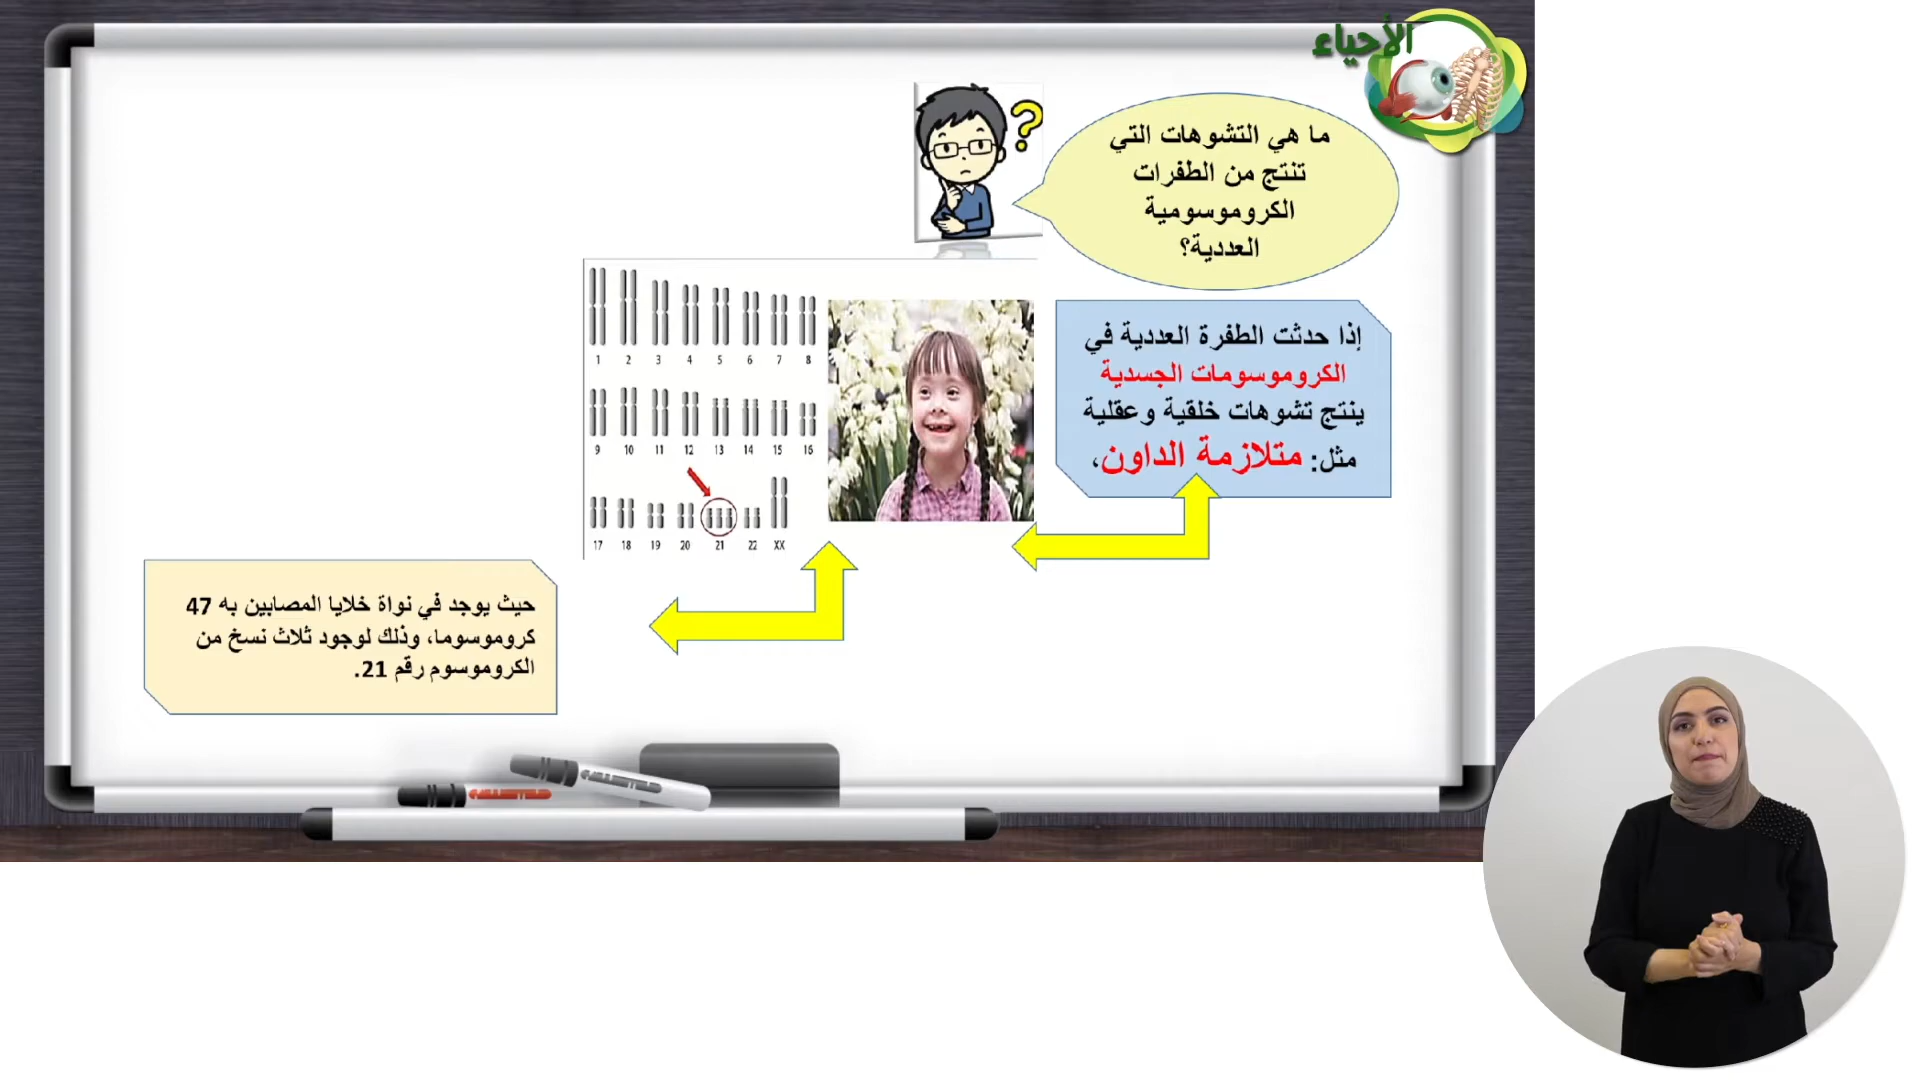 الأحياء
ما هي التشوهات التي
تنتج من الطفرات
الكروموسومية
العددية؟
إذا حدثت الطفرة العددية في
الكروموسومات الجسدية
ينتج تشوهات خلقية وعقلية
مثل: متلازمة الداون،
1 2 3 4 5 6 7 8
9 10 11 12 13 14 15 16
17 18 19 20 21 22 XX
حيث يوجد في نواة خلايا المصابين به 47
كروموسوما، وذلك لوجود ثلاث نسخ من
الكروموسوم رقم 21.